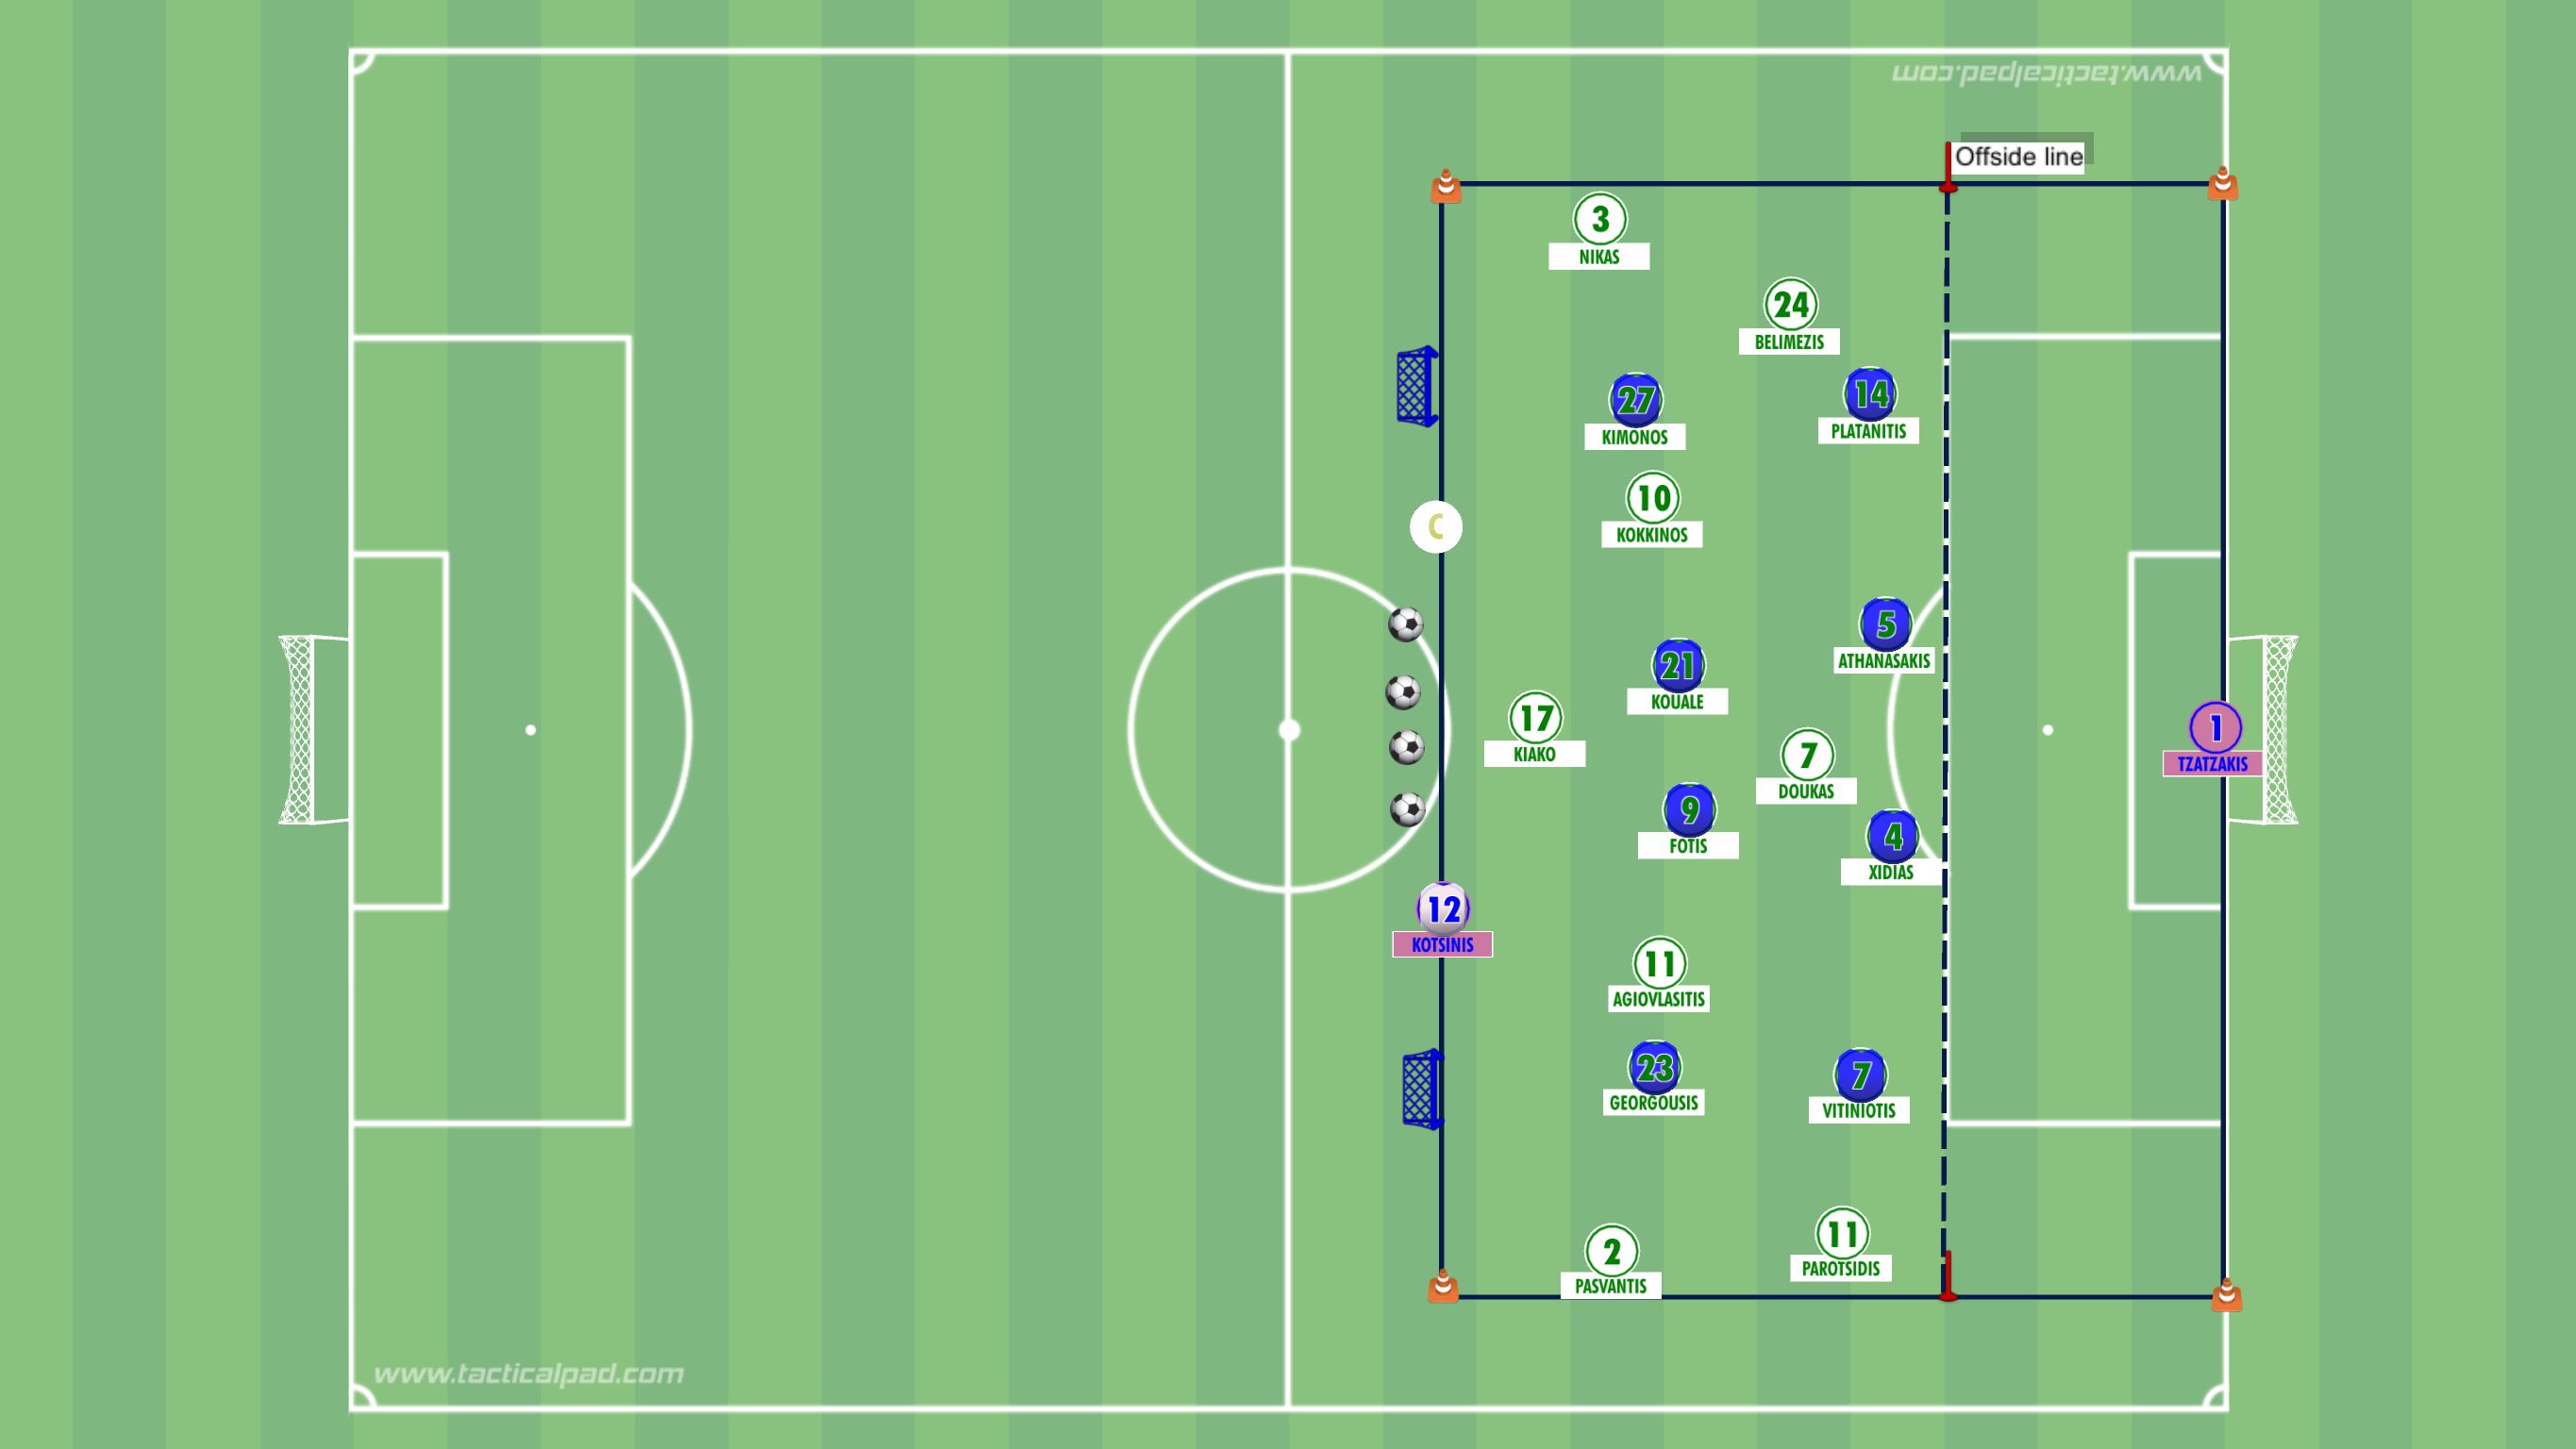 www.tacticalpad.com
Offside line
3
NIKAS
24
BELIMEZIS
27
KIMONOS
14
PLATANITIS
10
KOKKINOS
C
5
ATHANASAKIS
21
KOUALE
17
KIAKO
7
DOUKAS
1
TZATZAKIS
9
FOTIS
4
XIDIAS
12
KOTSINIS
11
AGIOVLASITIS
23
GEORGOUSIS
7
VITINIOTIS
2
PASVANTIS
11
PAROTSIDIS
www.tacticalpad.com